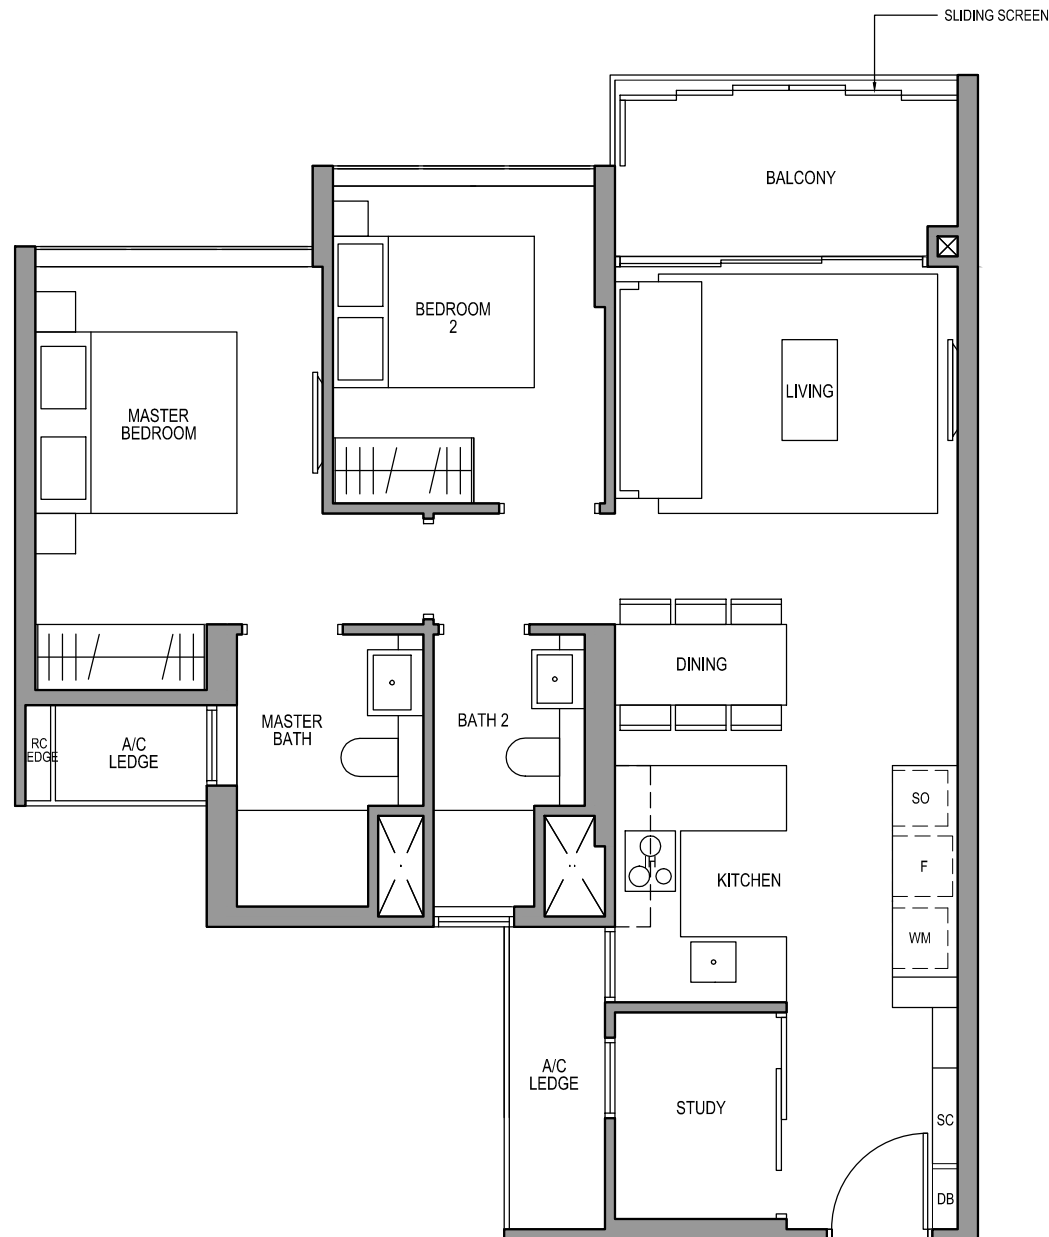 SLIDING SCREEN
BALCONY
BEDROOM
2
LIVING
MASTER
BEDROOM
DINING
MASTER
BATH
BATH 2
RC
EDGE
A/C
LEDGE
SO
F
H
KITCHEN
WM
A/C
LEDGE
STUDY
SC
DB